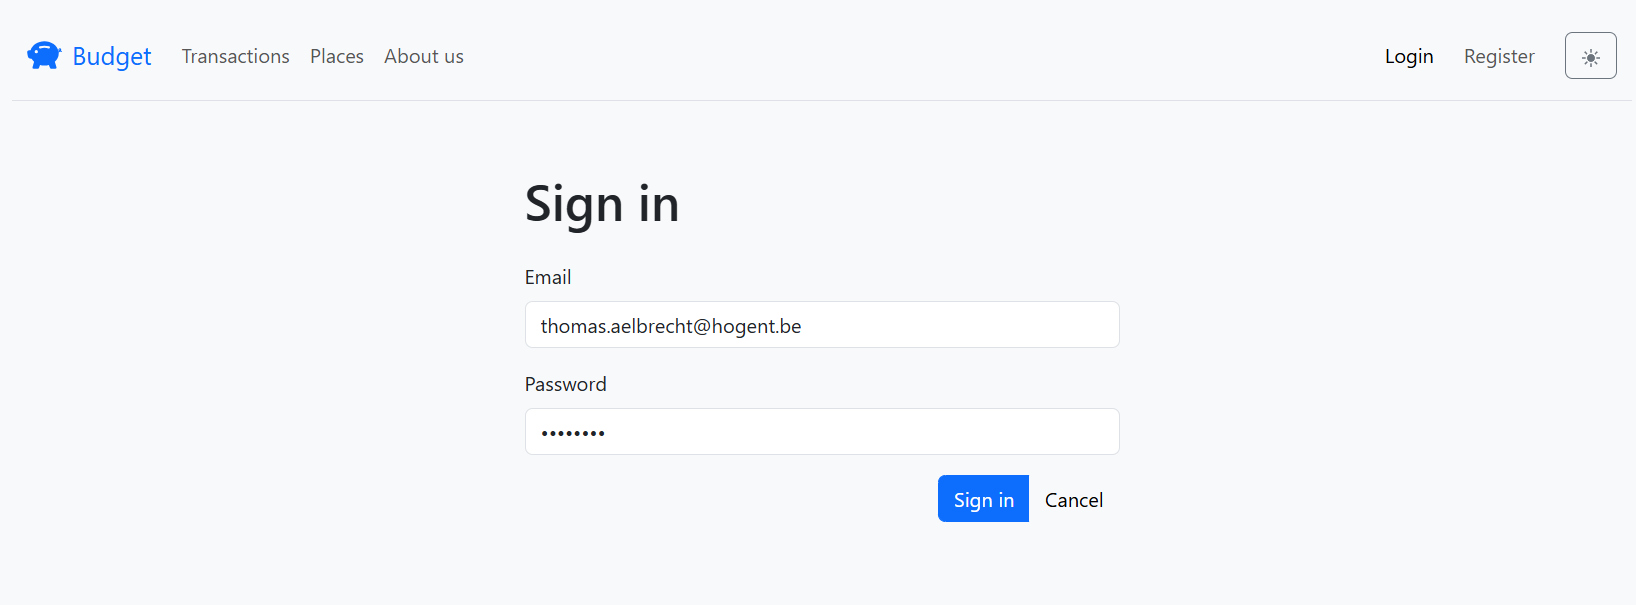 Budget Transactions Places About us Login Register
Sign in
Email
thomas.aelbrecht@hogent.be
Password
••••••••
Sign in Cancel